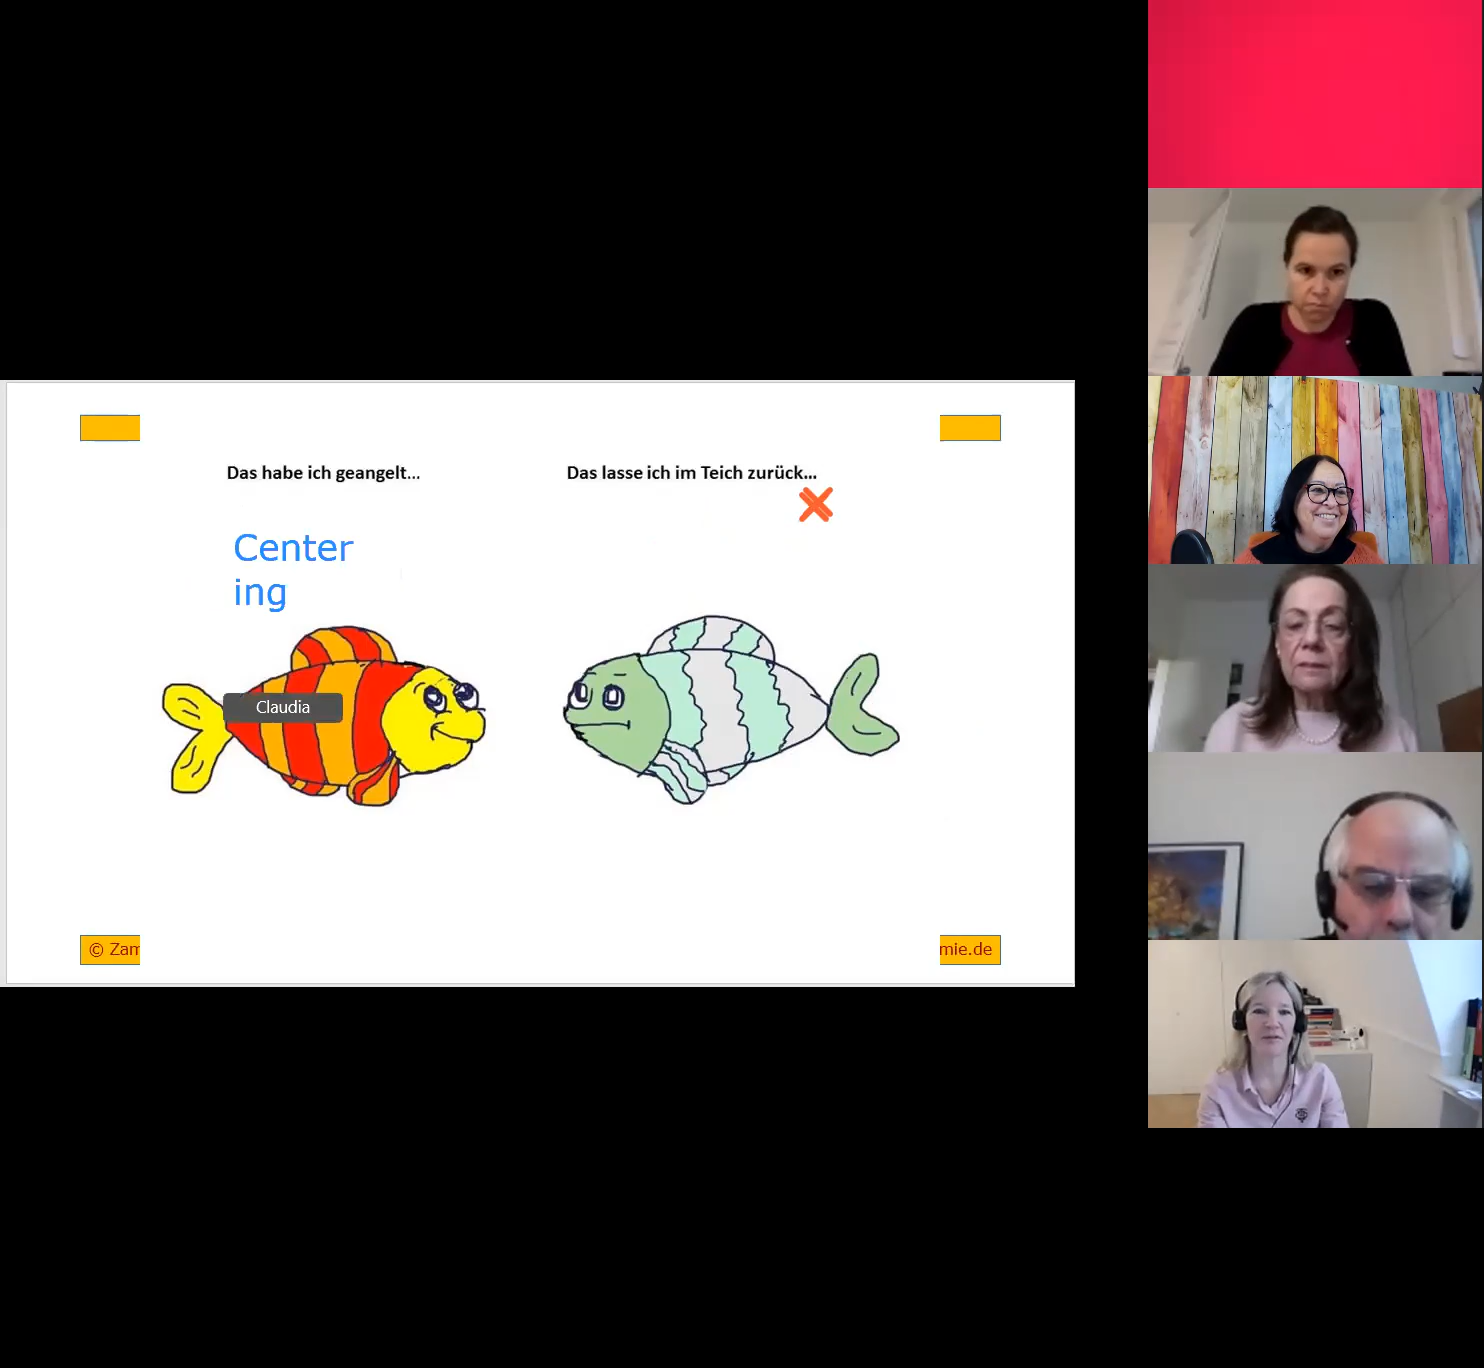 Das habe ich geangelt...
Das lasse ich im Teich zurück...
Center
ing
Claudia
© Zam
mie.de